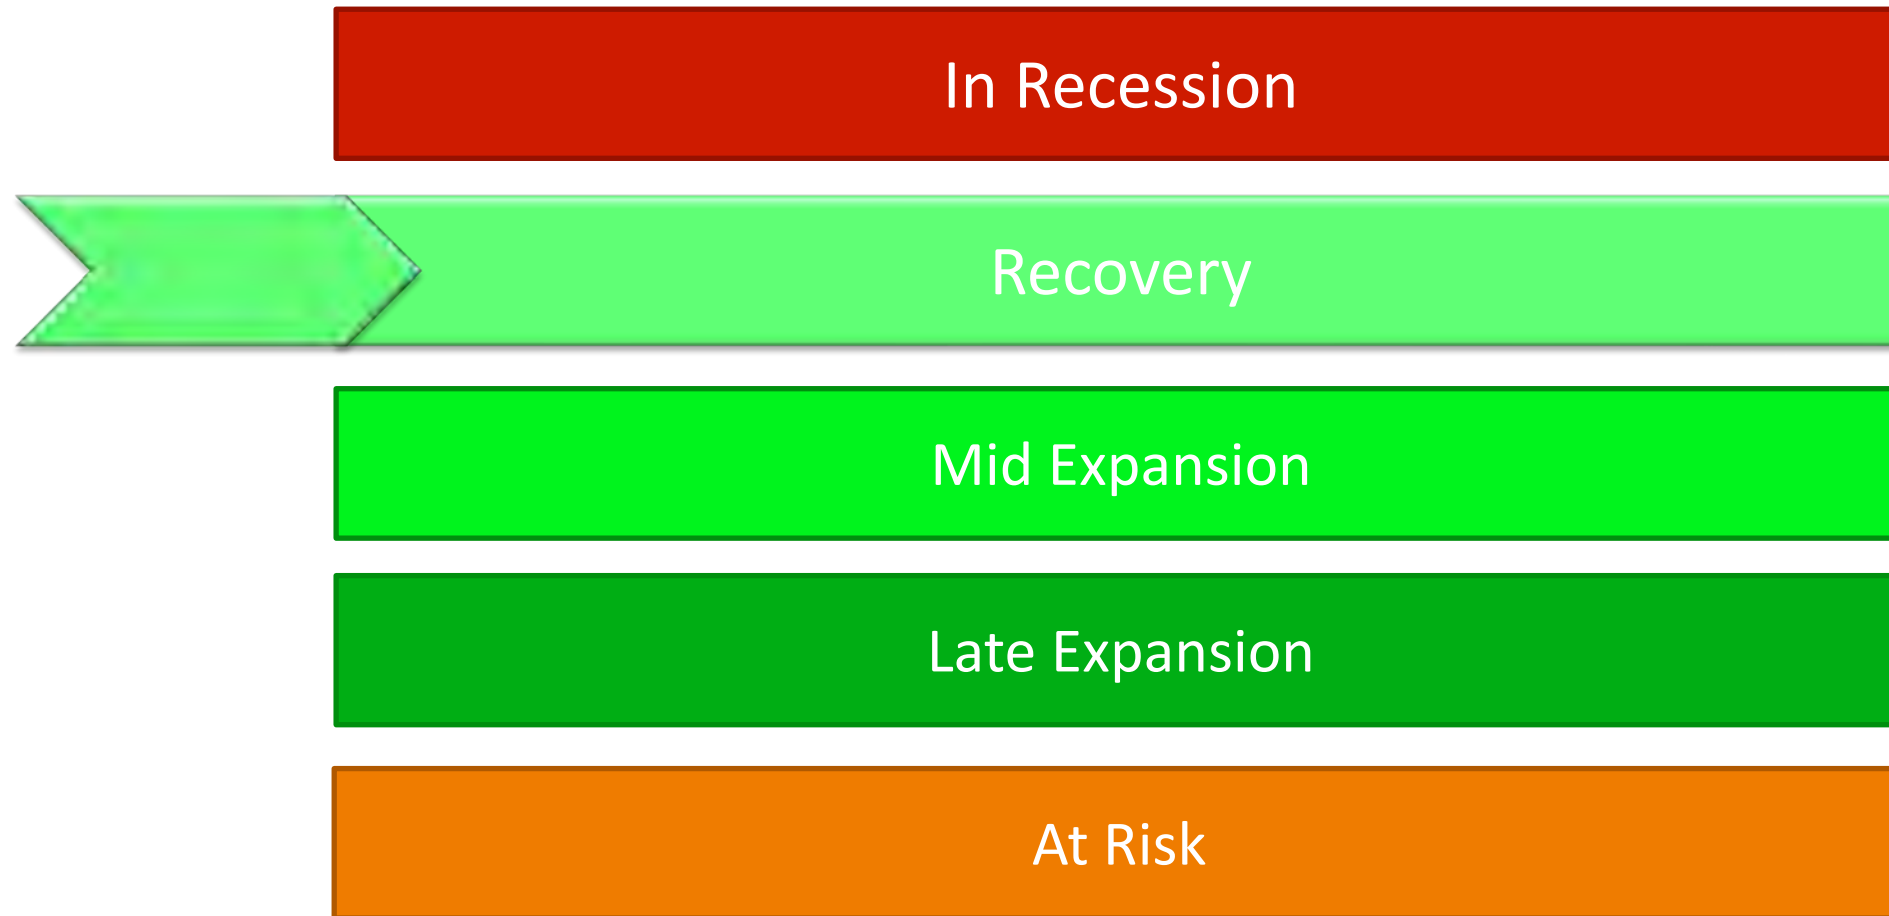 In Recession
Recovery
Mid Expansion
Late Expansion
At Risk